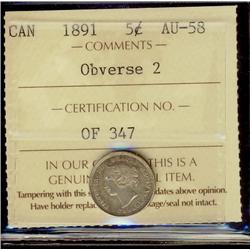 CAN 1891 5¢ AU-58
— COMMENTS —
Obverse 2
— CERTIFICATION NO. —
OF 347
IN OUR THIS IS A
GENUIN L ITEM.
Tampering with this dates above opinion.
Have holder repla age/seal not intact.